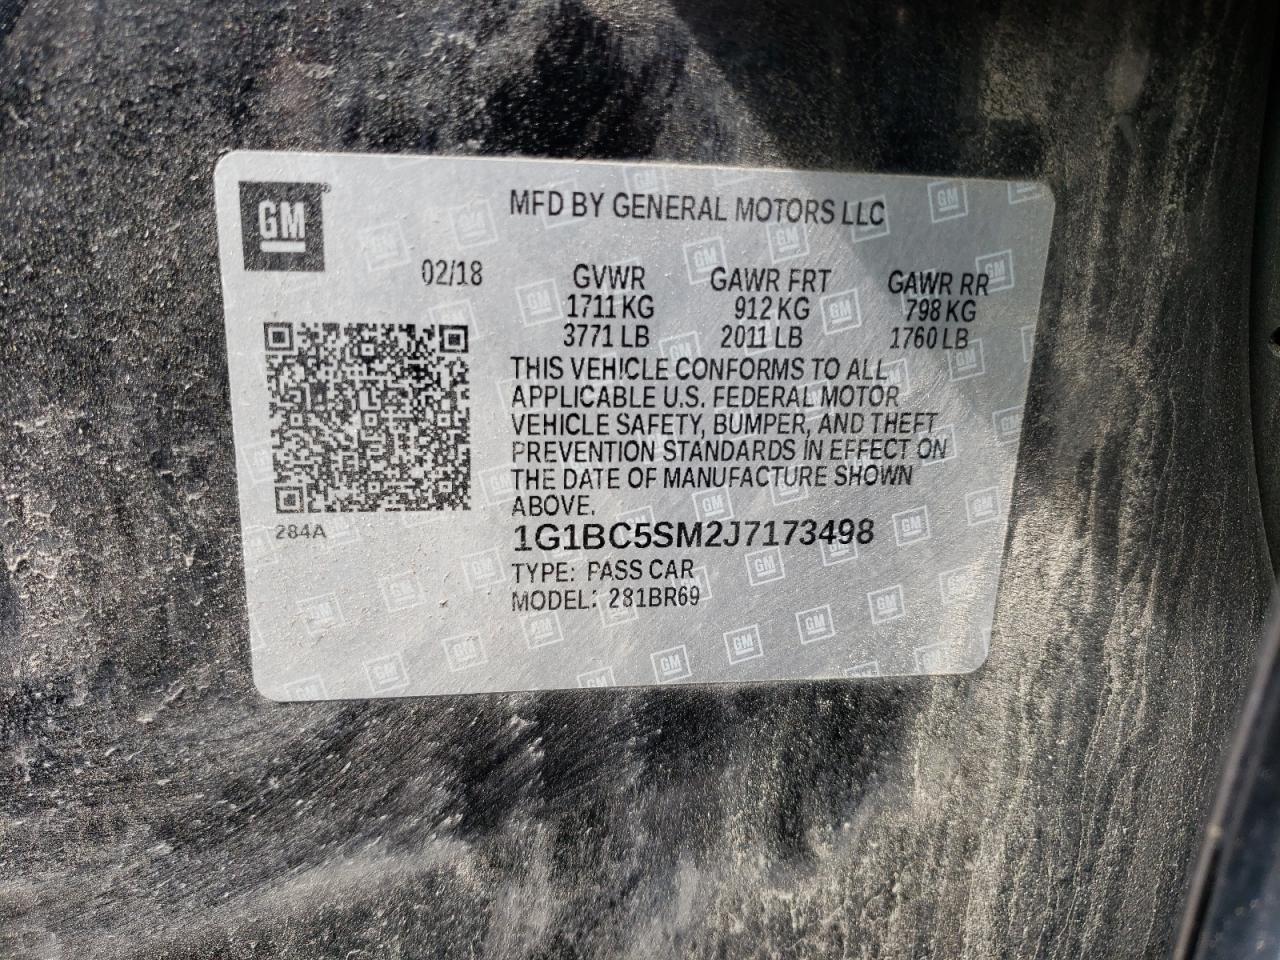 GM®
MFD BY GENERAL MOTORS LLC
02/18 GVWR GAWR FRT GAWR RR
1711 KG 912 KG 798 KG
3771 LB 2011 LB 1760 LB
THIS VEHICLE CONFORMS TO ALL
APPLICABLE U.S. FEDERAL MOTOR
VEHICLE SAFETY, BUMPER, AND THEFT
PREVENTION STANDARDS IN EFFECT ON
THE DATE OF MANUFACTURE SHOWN
ABOVE.
284A
1G1BC5SM2J7173498
TYPE: PASS CAR
MODEL: 281BR69